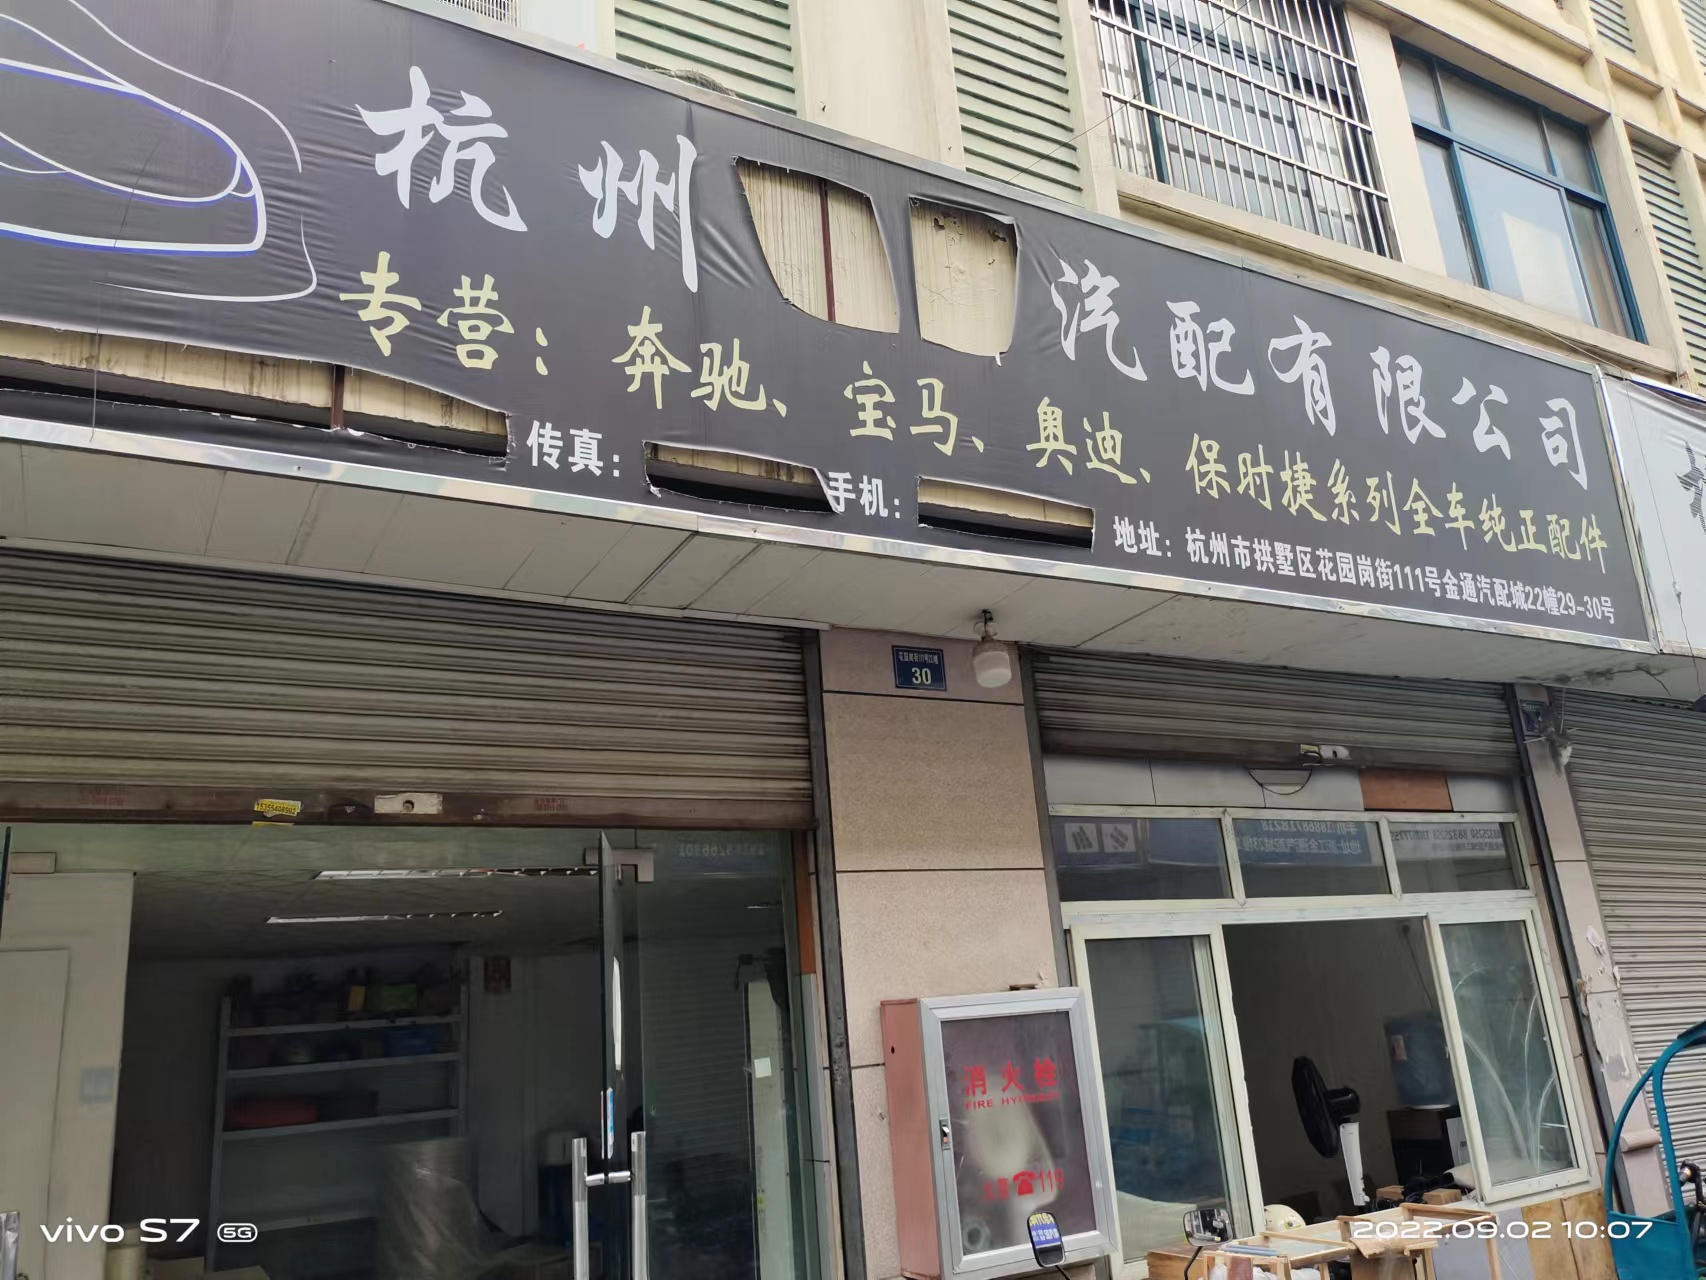 杭州 汽配有限公司
专营：奔驰、宝马、奥迪、保时捷系列全车纯正配件
传真： 手机： 地址：杭州市拱墅区花园岗街111号金通汽配城22幢29-30号
30
消火栓
FIRE HYDRANT
火警☎119
vivo S7 5G
2022.09.02 10:07